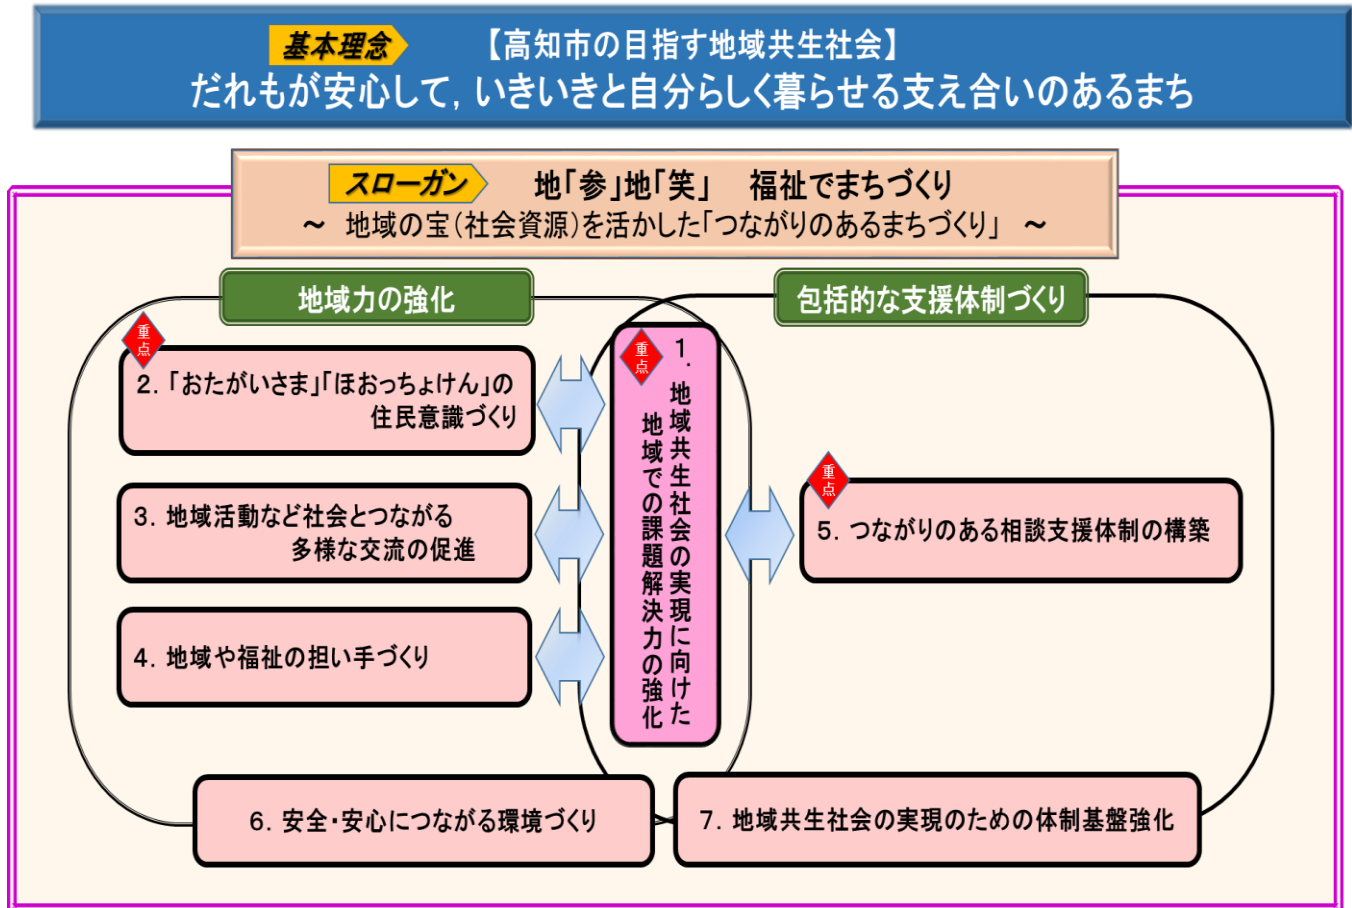 基本理念
【高知市の目指す地域共生社会】
だれもが安心して，いきいきと自分らしく暮らせる支え合いのあるまち
スローガン
地「参」地「笑」　福祉でまちづくり
～ 地域の宝（社会資源）を活かした「つながりのあるまちづくり」 ～
地域力の強化
包括的な支援体制づくり
重点
1．地域共生社会の実現に向けた
地域での課題解決力の強化
重点
2．「おたがいさま」「ほおっちょけん」の
住民意識づくり
3．地域活動など社会とつながる
多様な交流の促進
4．地域や福祉の担い手づくり
重点
5．つながりのある相談支援体制の構築
6．安全・安心につながる環境づくり
7．地域共生社会の実現のための体制基盤強化